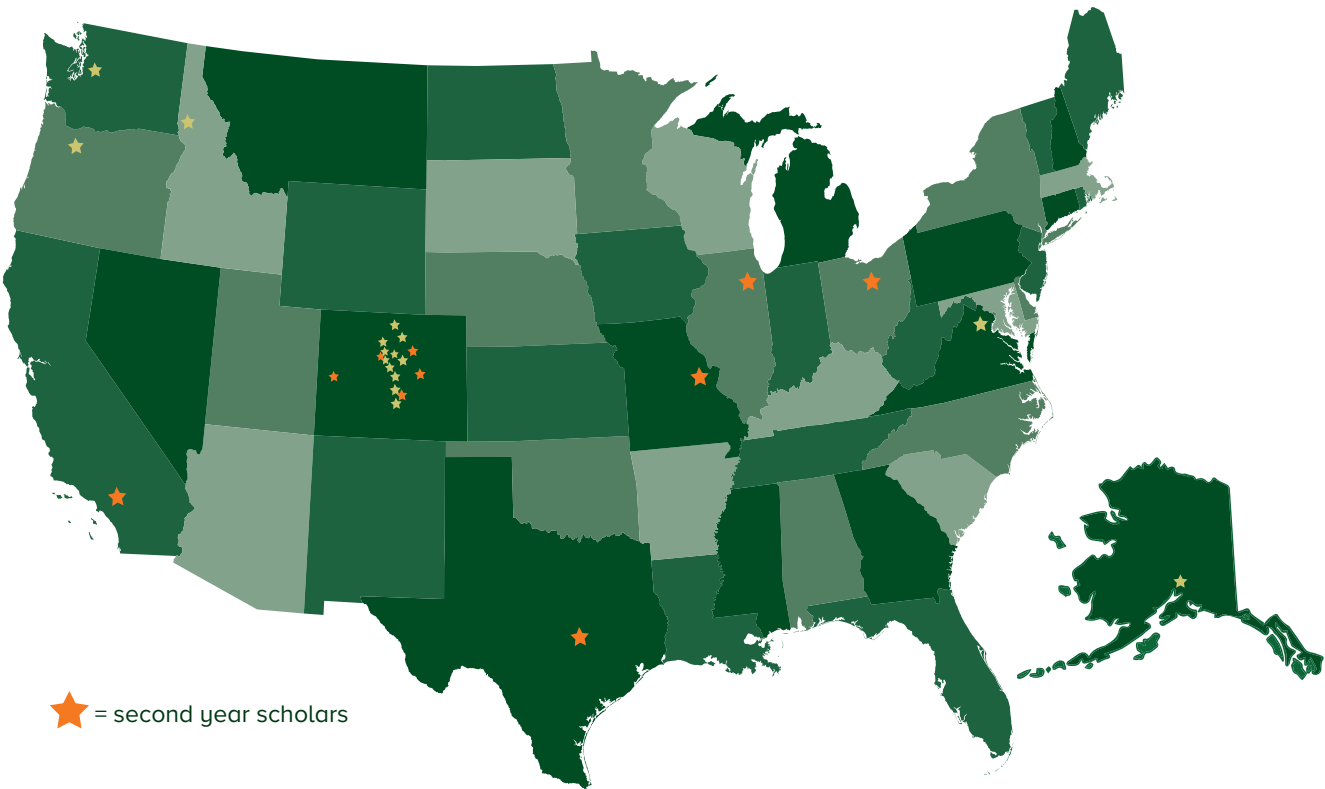 = second year scholars